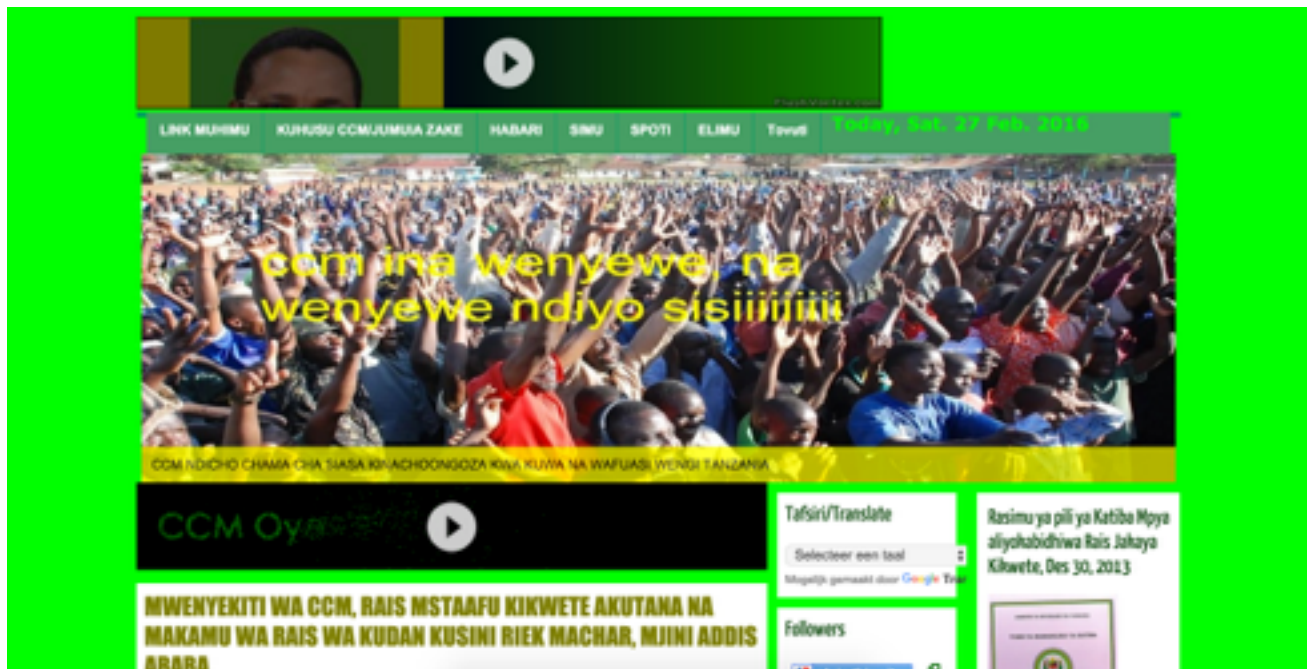 LINK MUHIMU KUHUSU CCM/JUMUIA ZAKE HABARI SIMU SPOTI ELIMU Tovuti Today, Sat. 27 Feb. 2016
ccm ina wenyewe, na
wenyewe ndiyo sisiiiiiiiii
CCM NDICHO CHAMA CHA SIASA KINACHOONGOZA KWA KUWA NA WAFUASI WENGI TANZANIA
CCM Oy
MWENYEKITI WA CCM, RAIS MSTAAFU KIKWETE AKUTANA NA
MAKAMU WA RAIS WA KUDAN KUSINI RIEK MACHAR, MJINI ADDIS
ABABA
Tafsiri/Translate
Selecteer een taal
Mogelijk gemaakt door Google
Followers
Rasimu ya pili ya Katiba Mpya
aliyokabidhiwa Rais Jakaya
Kikwete, Des 30, 2013